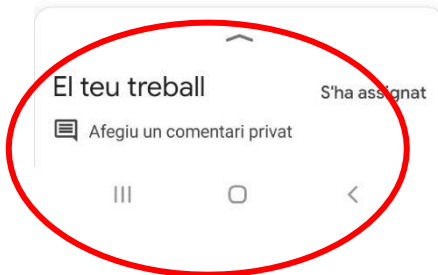 El teu treball
S'ha assignat
Afegiu un comentari privat